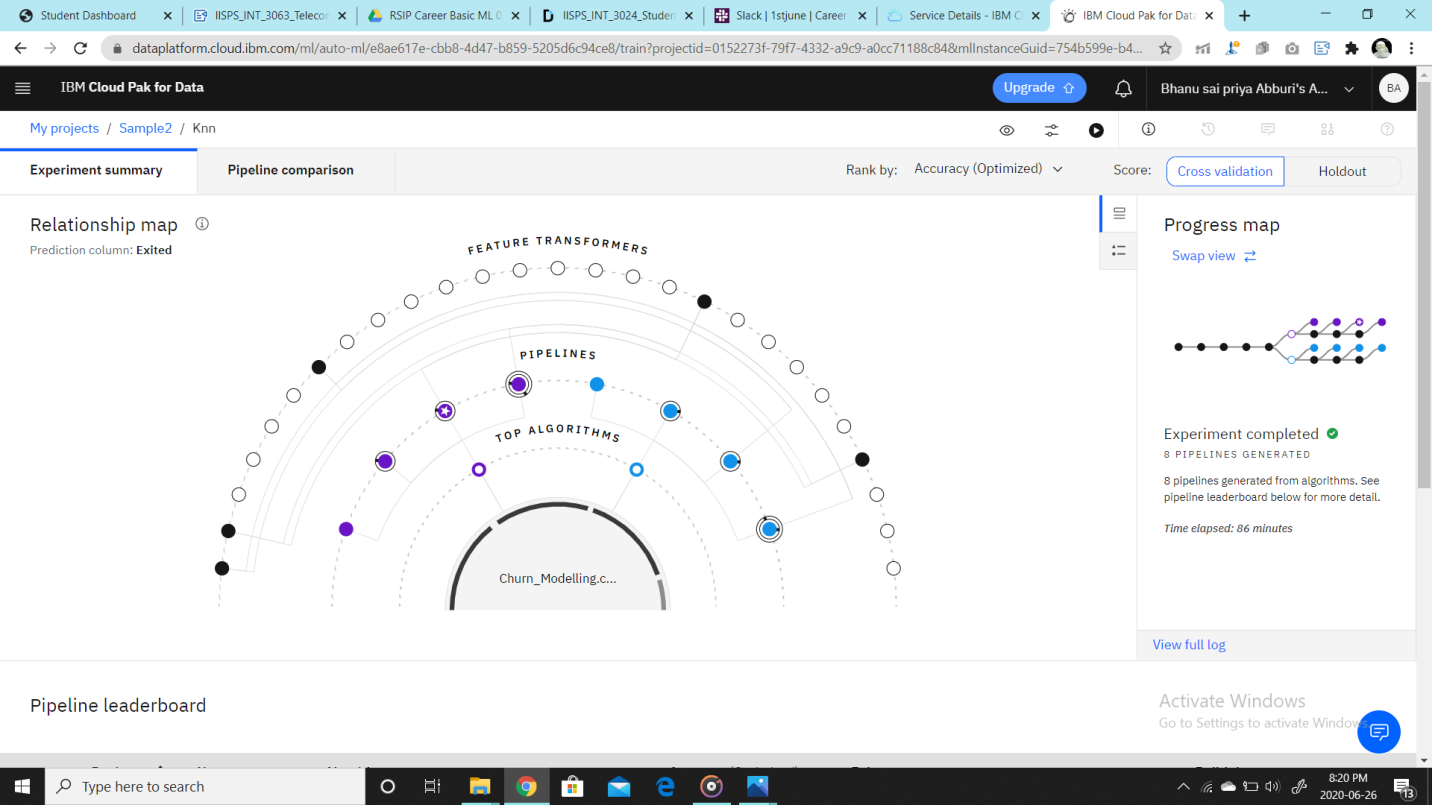 Student Dashboard
IISPS_INT_3063_Telecon
RSIP Career Basic ML 0
IISPS_INT_3024_Studen
Slack | 1stjune | Career
Service Details - IBM Cl
IBM Cloud Pak for Data
dataplatform.cloud.ibm.com/ml/auto-ml/e8ae617e-cbb8-4d47-b859-5205d6c94ce8/train?projectid=0152273f-79f7-4332-a9c9-a0cc71188c84&mlInstanceGuid=754b599e-b4...
IBM Cloud Pak for Data
Upgrade
Bhanu sai priya Abburi's A...
BA
My projects / Sample2 / Knn
Experiment summary
Pipeline comparison
Rank by: Accuracy (Optimized)
Score: Cross validation Holdout
Relationship map
Prediction column: Exited
FEATURE TRANSFORMERS
PIPELINES
TOP ALGORITHMS
Churn_Modelling.c...
Progress map
Swap view
Experiment completed
8 PIPELINES GENERATED
8 pipelines generated from algorithms. See
pipeline leaderboard below for more detail.
Time elapsed: 86 minutes
View full log
Pipeline leaderboard
Activate Windows
Go to Settings to activate Windows
Type here to search
8:20 PM
2020-06-26
13